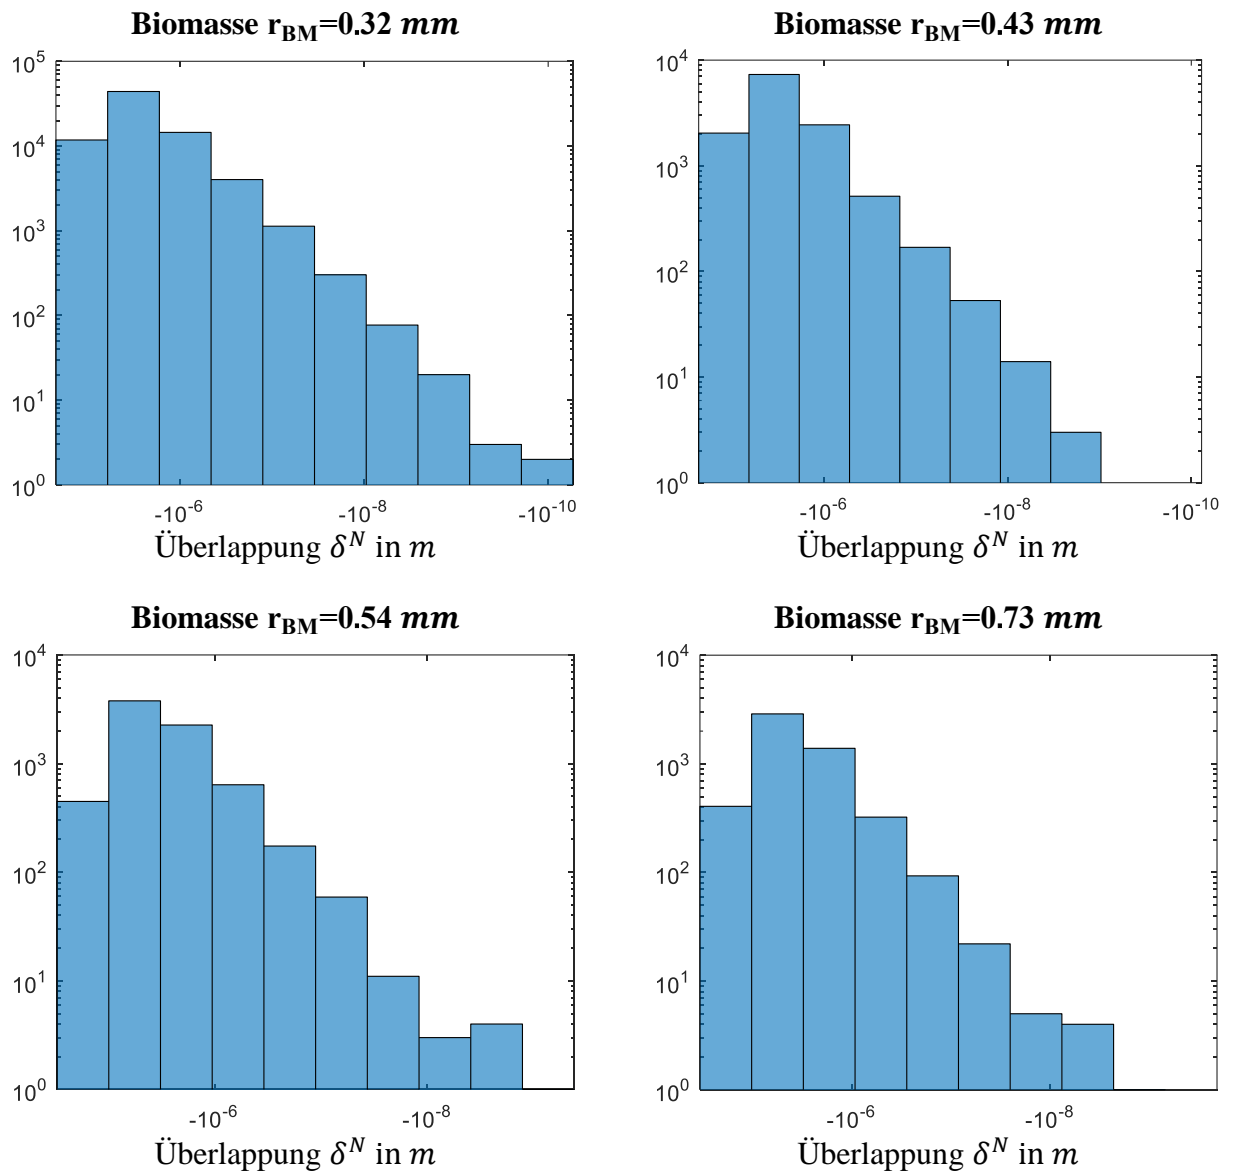 Biomasse r_BM=0.32 mm
10^5
10^4
10^3
10^2
10^1
10^0
-10^-6 -10^-8 -10^-10
Überlappung δ^N in m
Biomasse r_BM=0.43 mm
10^4
10^3
10^2
10^1
10^0
-10^-6 -10^-8 -10^-10
Überlappung δ^N in m
Biomasse r_BM=0.54 mm
10^4
10^3
10^2
10^1
10^0
-10^-6 -10^-8
Überlappung δ^N in m
Biomasse r_BM=0.73 mm
10^4
10^3
10^2
10^1
10^0
-10^-6 -10^-8
Überlappung δ^N in m